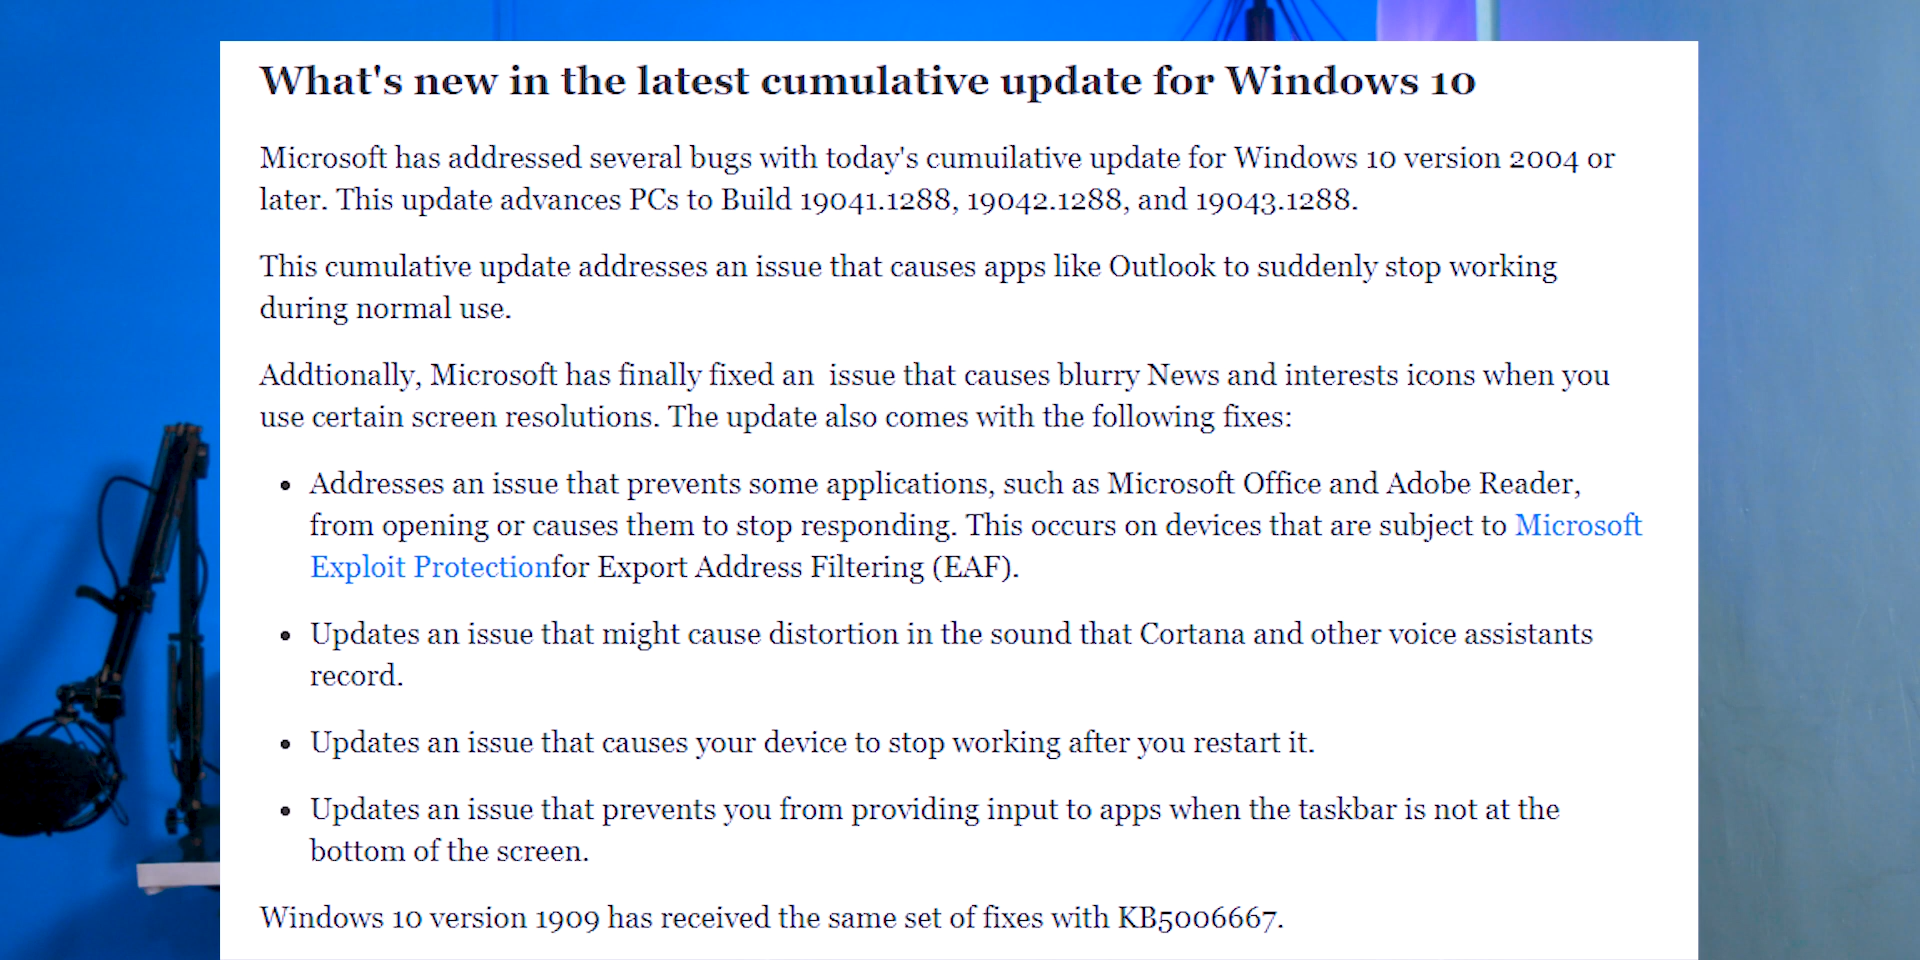 What's new in the latest cumulative update for Windows 10
Microsoft has addressed several bugs with today's cumuilative update for Windows 10 version 2004 or
later. This update advances PCs to Build 19041.1288, 19042.1288, and 19043.1288.
This cumulative update addresses an issue that causes apps like Outlook to suddenly stop working
during normal use.
Addtionally, Microsoft has finally fixed an  issue that causes blurry News and interests icons when you
use certain screen resolutions. The update also comes with the following fixes:
• Addresses an issue that prevents some applications, such as Microsoft Office and Adobe Reader,
from opening or causes them to stop responding. This occurs on devices that are subject to Microsoft
Exploit Protectionfor Export Address Filtering (EAF).
• Updates an issue that might cause distortion in the sound that Cortana and other voice assistants
record.
• Updates an issue that causes your device to stop working after you restart it.
• Updates an issue that prevents you from providing input to apps when the taskbar is not at the
bottom of the screen.
Windows 10 version 1909 has received the same set of fixes with KB5006667.